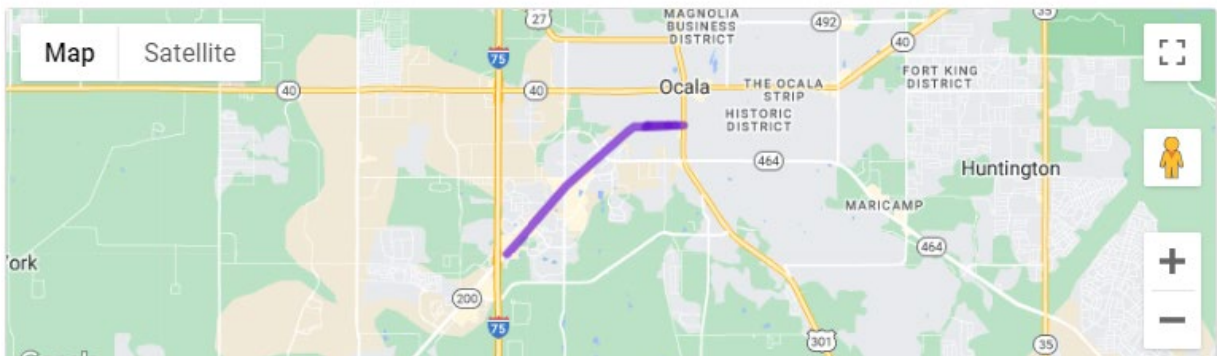 Map
Satellite
27
MAGNOLIA
BUSINESS
DISTRICT
492
35
40
75
40
40
Ocala
THE OCALA
STRIP
FORT KING
DISTRICT
HISTORIC
DISTRICT
464
Huntington
MARICAMP
464
200
75
301
35